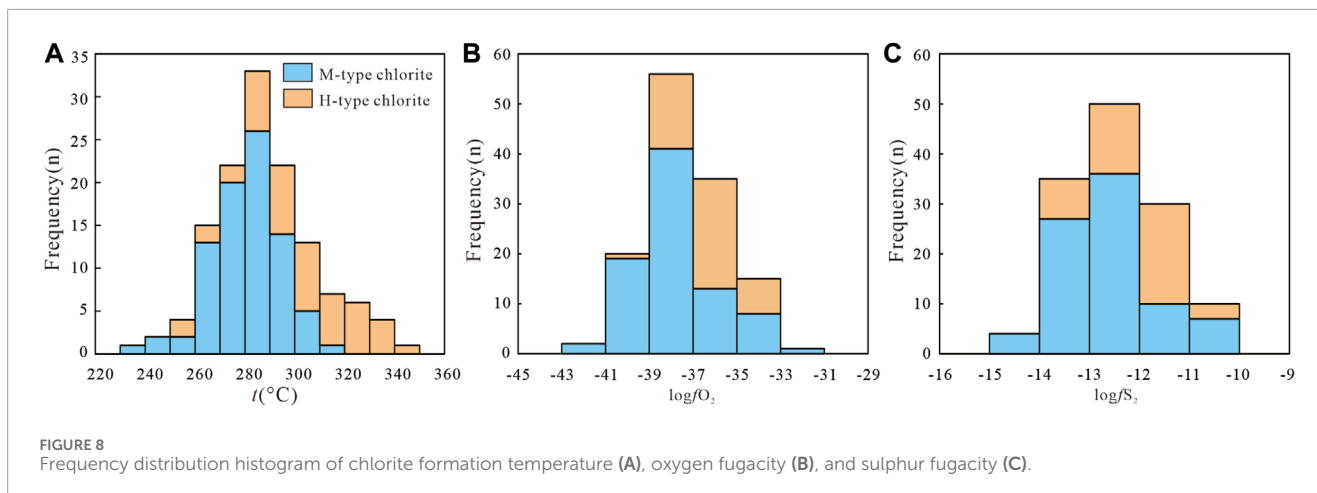 A
35
30
25
20
15
10
5
0
Frequency(n)
M-type chlorite
H-type chlorite
220 240 260 280 300 320 340 360
t(°C)
B
60
50
40
30
20
10
0
Frequency(n)
-45 -43 -41 -39 -37 -35 -33 -31 -29
logfO₂
C
60
50
40
30
20
10
0
Frequency(n)
-16 -15 -14 -13 -12 -11 -10 -9
logfS₂
FIGURE 8
Frequency distribution histogram of chlorite formation temperature (A), oxygen fugacity (B), and sulphur fugacity (C).